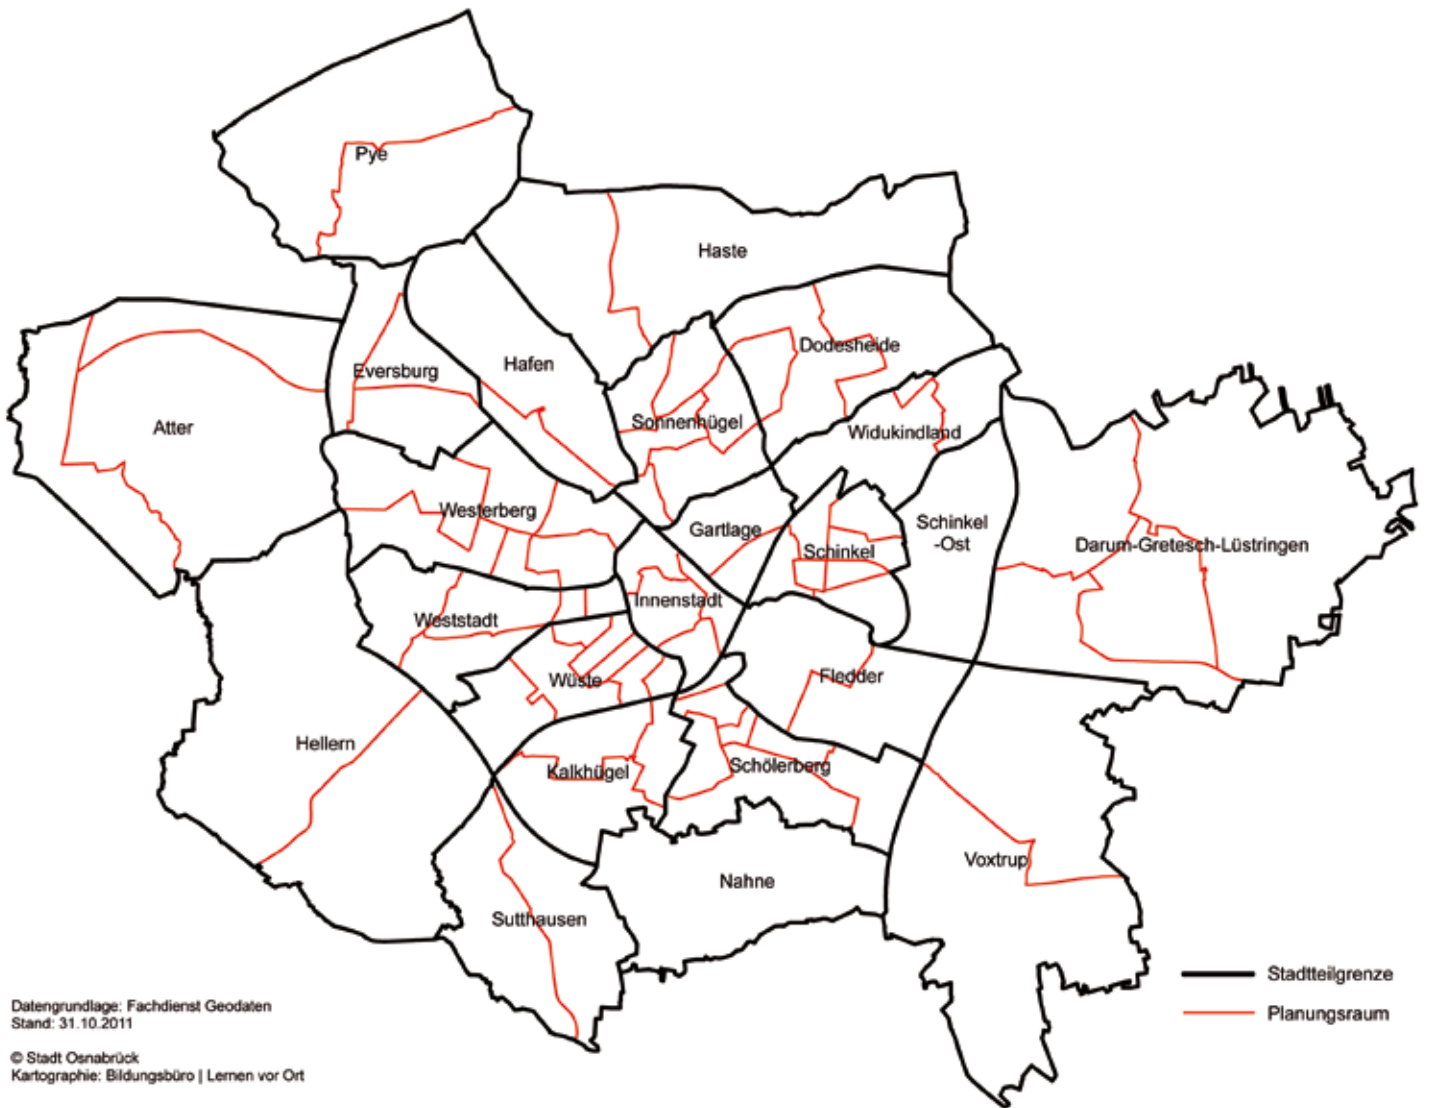 Pye
Haste
Dodesheide
Hafen
Eversburg
Sonnenhügel
Atter
Widukindland
Westerberg
Gartlage
Schinkel
-Ost
Schinkel
Darum-Gretesch-Lüstringen
Innenstadt
Weststadt
Wüste
Fledder
Hellern
Kalkhügel
Schölerberg
Voxtrup
Nahne
Sutthausen
Stadtteilgrenze
Planungsraum
Datengrundlage: Fachdienst Geodaten
Stand: 31.10.2011
© Stadt Osnabrück
Kartographie: Bildungsbüro | Lernen vor Ort